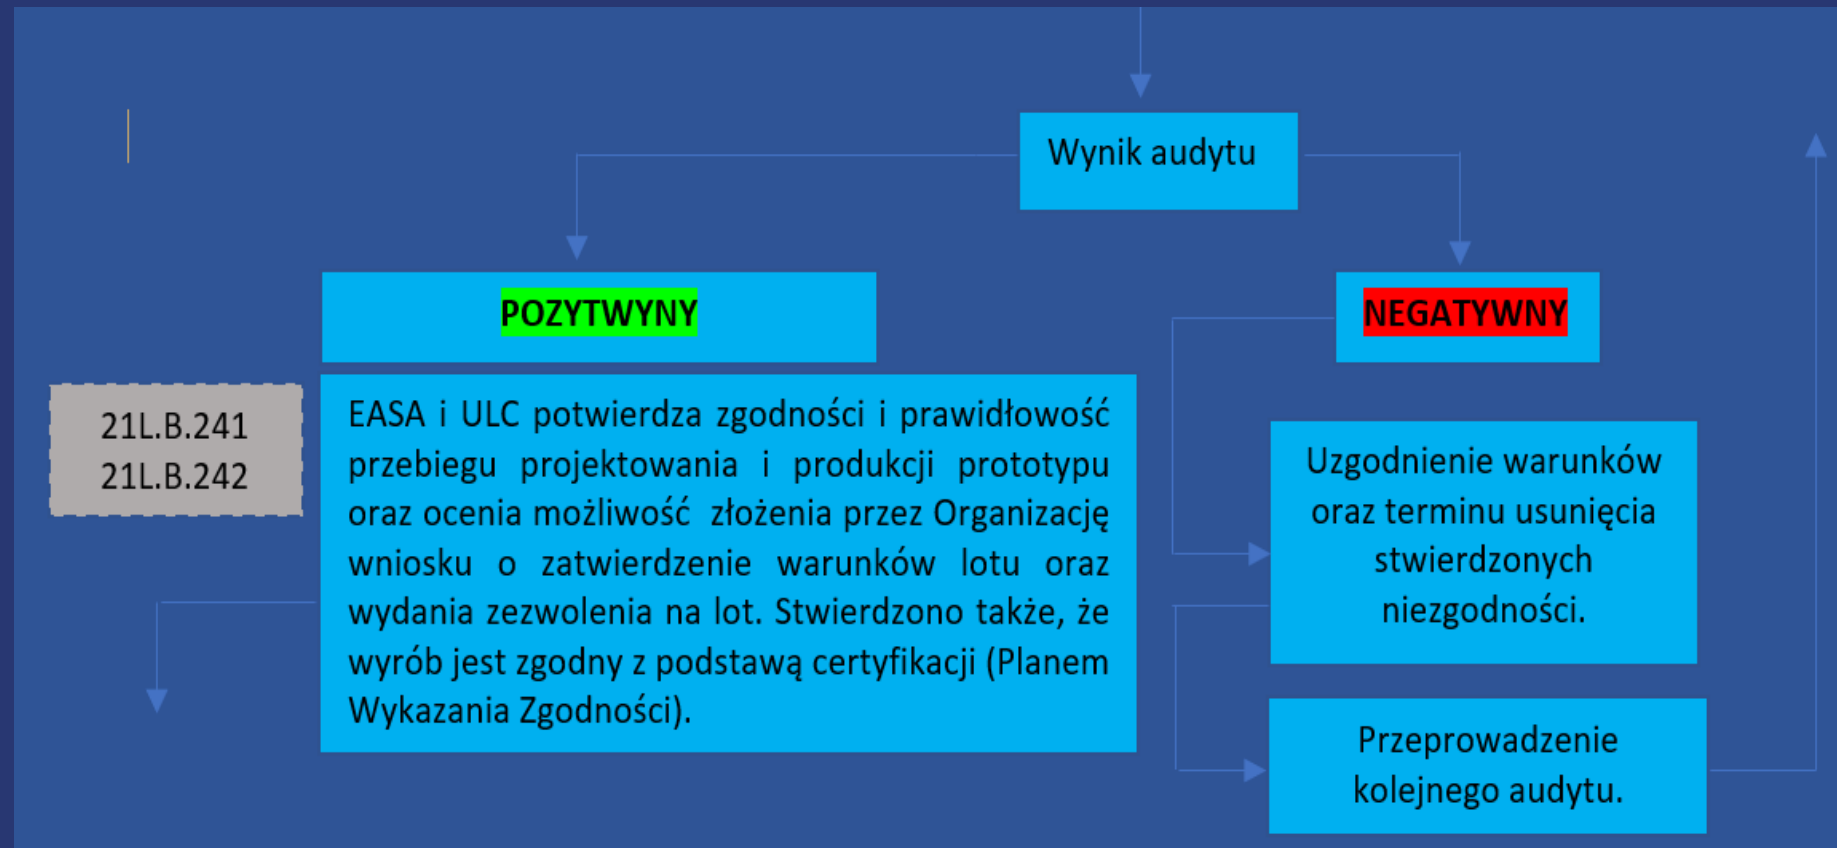 Wynik audytu
POZYTWYNY
NEGATYWNY
21L.B.241
21L.B.242
EASA i ULC potwierdza zgodności i prawidłowość
przebiegu projektowania i produkcji prototypu
oraz ocenia możliwość złożenia przez Organizację
wniosku o zatwierdzenie warunków lotu oraz
wydania zezwolenia na lot. Stwierdzono także, że
wyrób jest zgodny z podstawą certyfikacji (Planem
Wykazania Zgodności).
Uzgodnienie warunków
oraz terminu usunięcia
stwierdzonych
niezgodności.
Przeprowadzenie
kolejnego audytu.